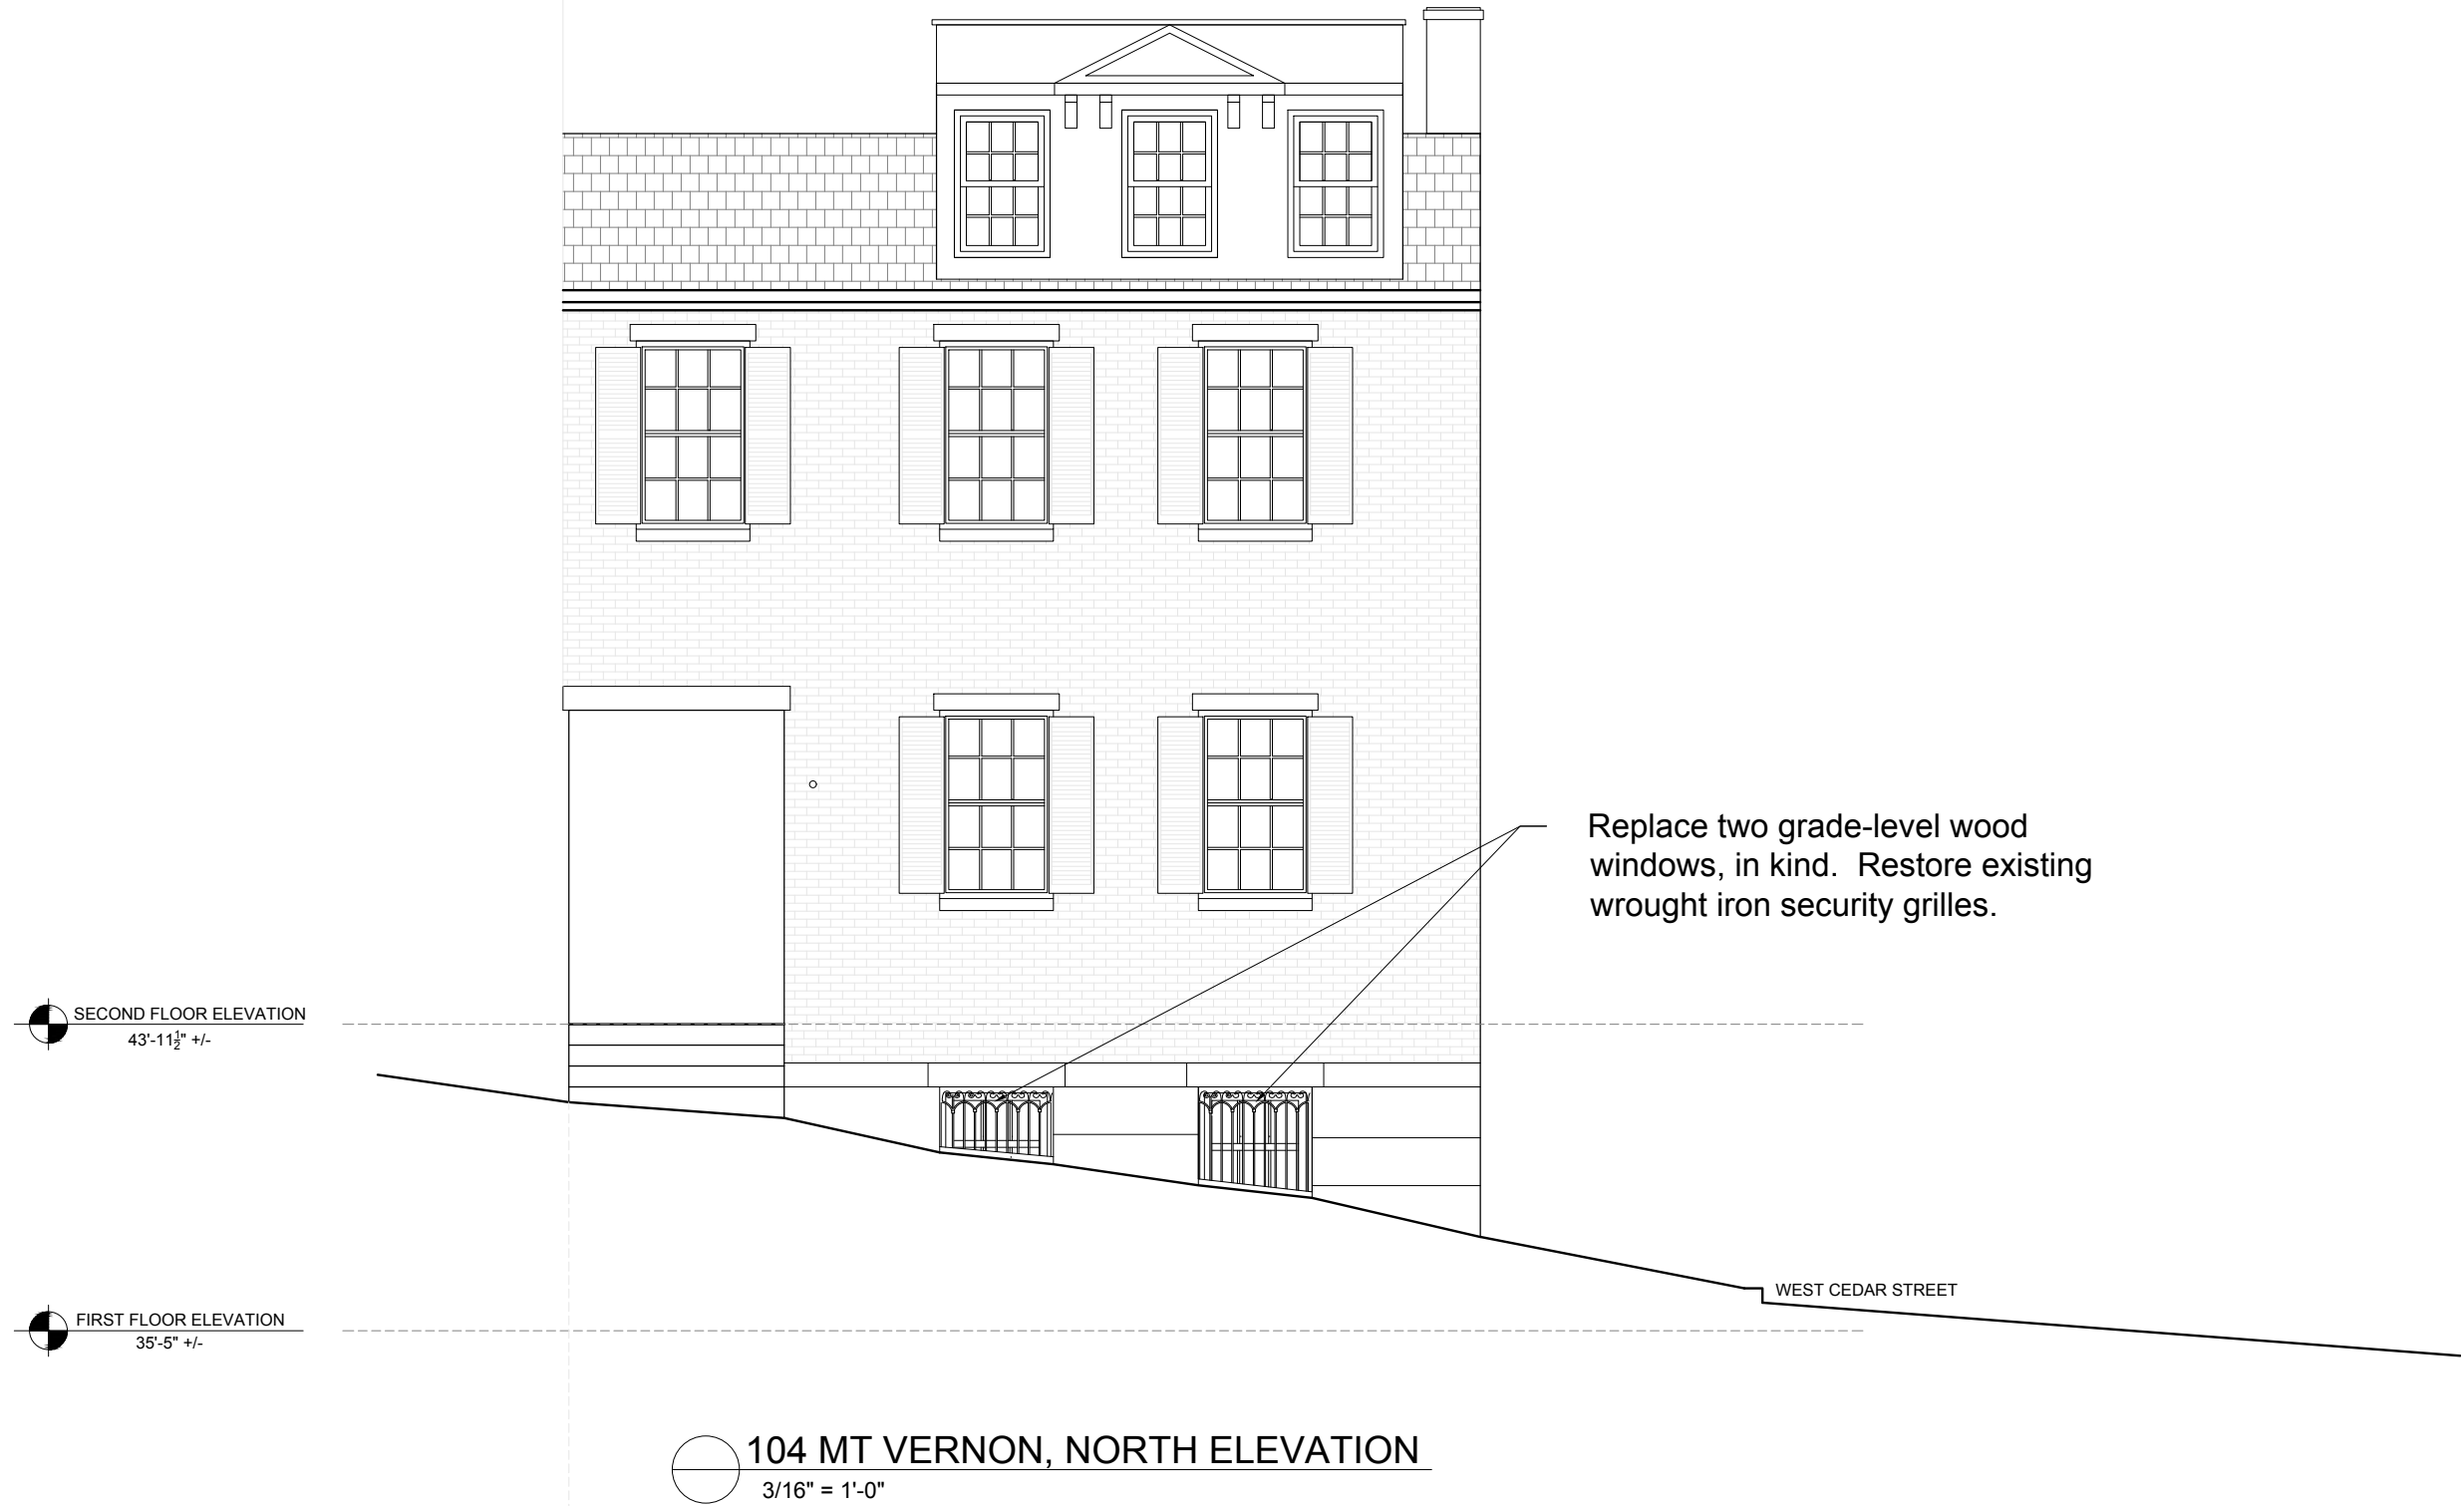 Replace two grade-level wood
windows, in kind.  Restore existing
wrought iron security grilles.
SECOND FLOOR ELEVATION
43'-11½" +/-
WEST CEDAR STREET
FIRST FLOOR ELEVATION
35'-5" +/-
104 MT VERNON, NORTH ELEVATION
3/16" = 1'-0"